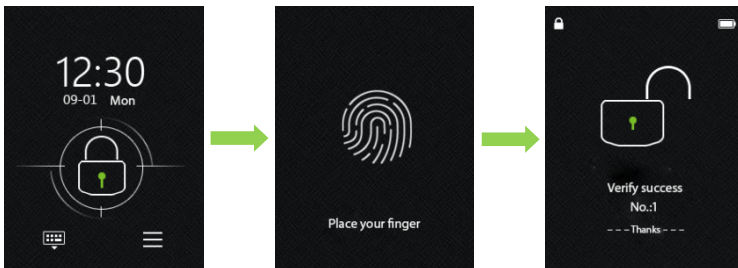 12:30
09-01 Mon
Place your finger
Verify success
No.:1
---Thanks---